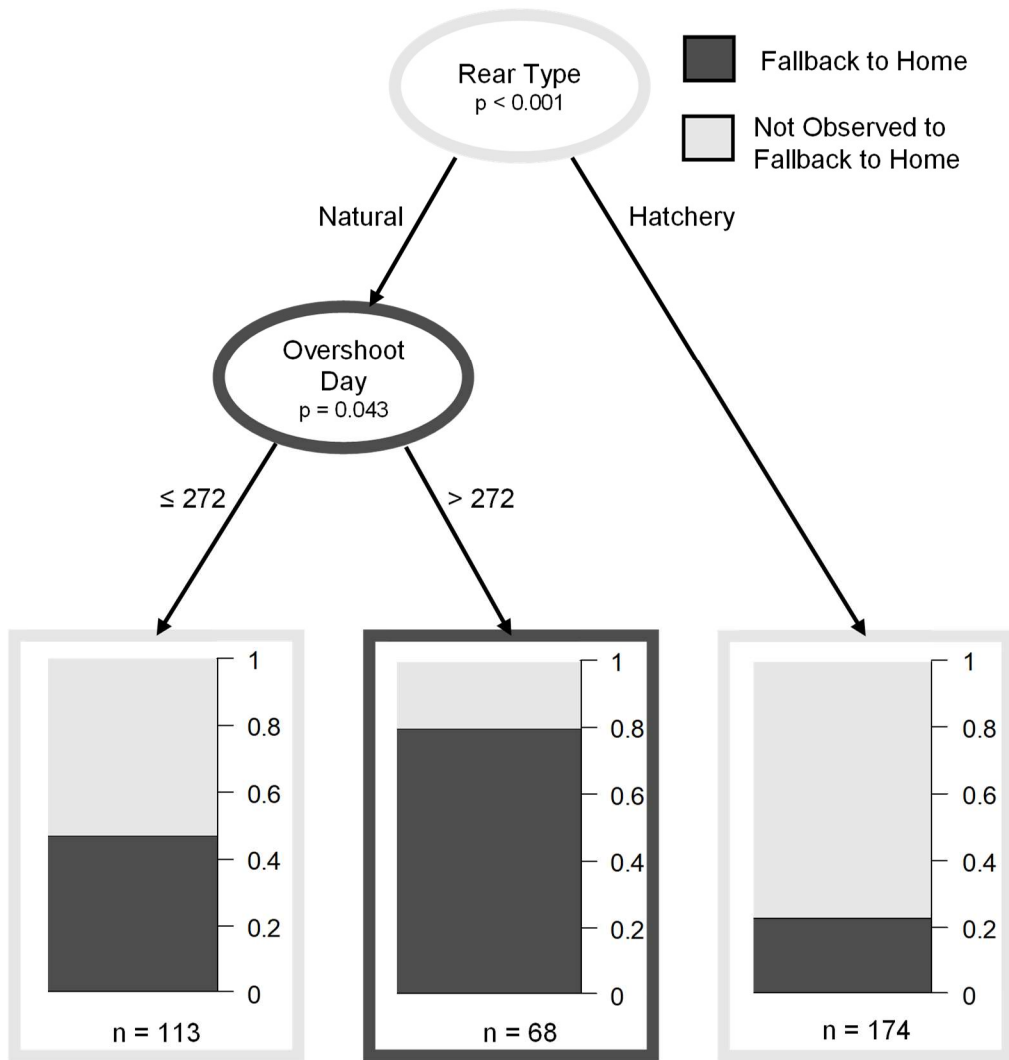 Rear Type
p < 0.001
Fallback to Home
Not Observed to
Fallback to Home
Natural
Hatchery
Overshoot
Day
p = 0.043
≤ 272
> 272
1
0.8
0.6
0.4
0.2
0
n = 113
1
0.8
0.6
0.4
0.2
0
n = 68
1
0.8
0.6
0.4
0.2
0
n = 174